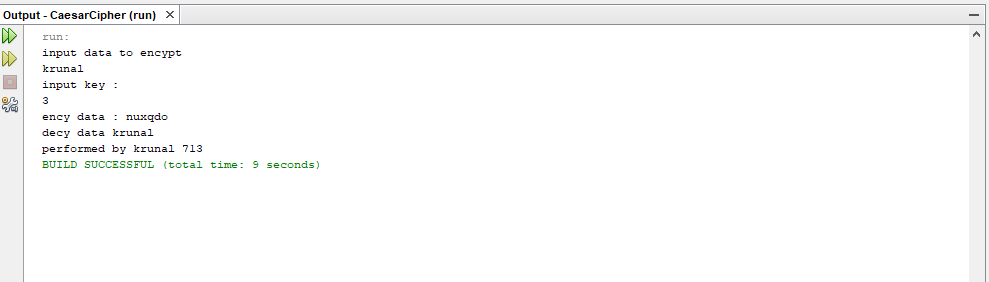 Output - CaesarCipher (run)
run:
input data to encypt
krunal
input key :
3
ency data : nuxqdo
decy data krunal
performed by krunal 713
BUILD SUCCESSFUL (total time: 9 seconds)